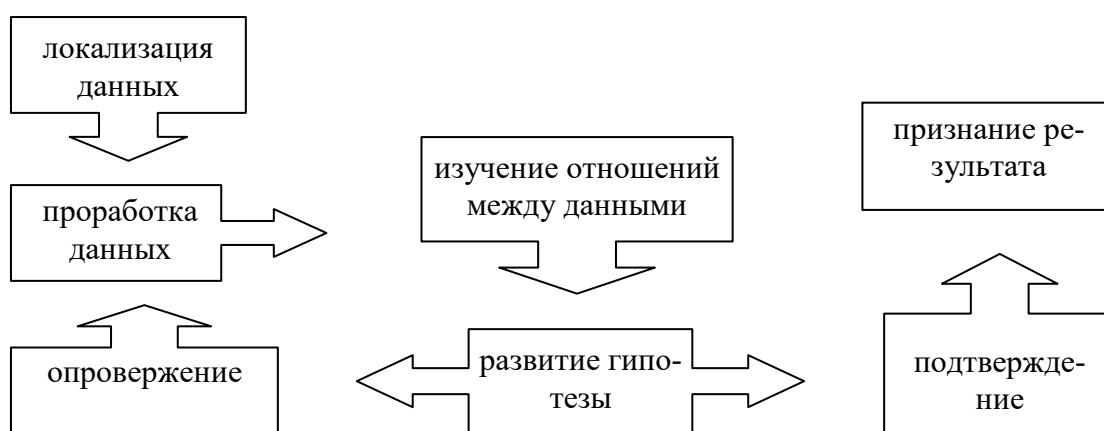 локализация
данных
проработка
данных
опровержение
изучение отношений
между данными
развитие гипо-
тезы
признание ре-
зультата
подтвержде-
ние